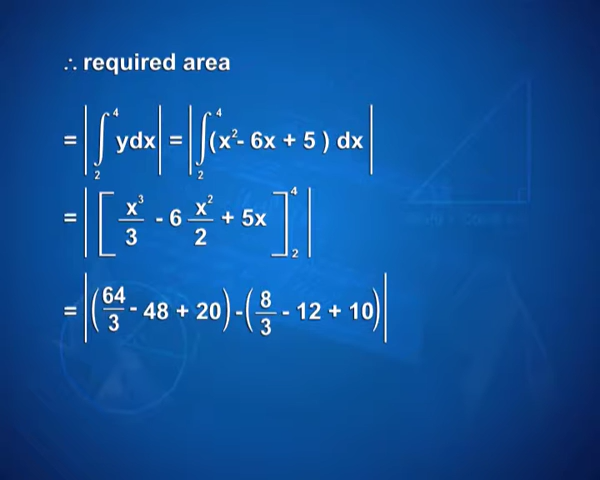 ∴ required area
= | ∫₂⁴ ydx | = | ∫₂⁴ (x² - 6x + 5 ) dx |
= | [ x³/3 - 6 x²/2 + 5x ]₂⁴ |
= | ( 64/3 - 48 + 20 ) - ( 8/3 - 12 + 10 ) |